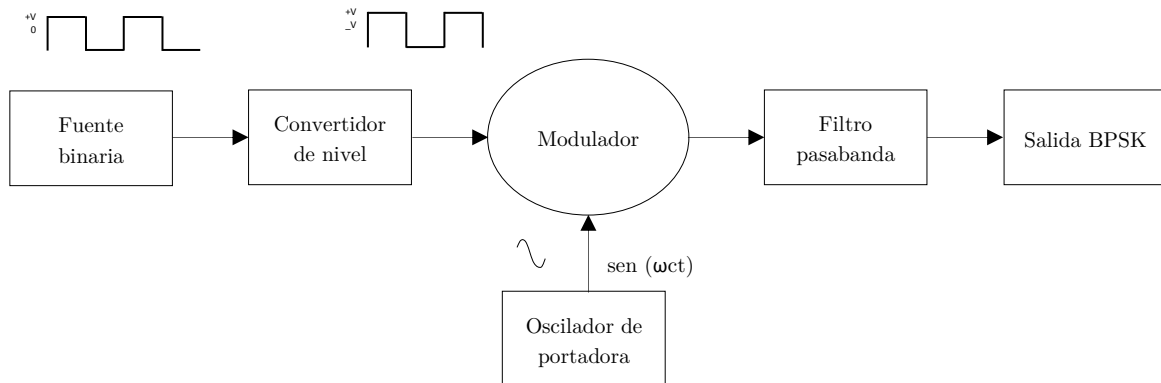 +V
0
+V
_V
Fuente
binaria
Convertidor
de nivel
Modulador
Filtro
pasabanda
Salida BPSK
sen (ωct)
Oscilador de
portadora